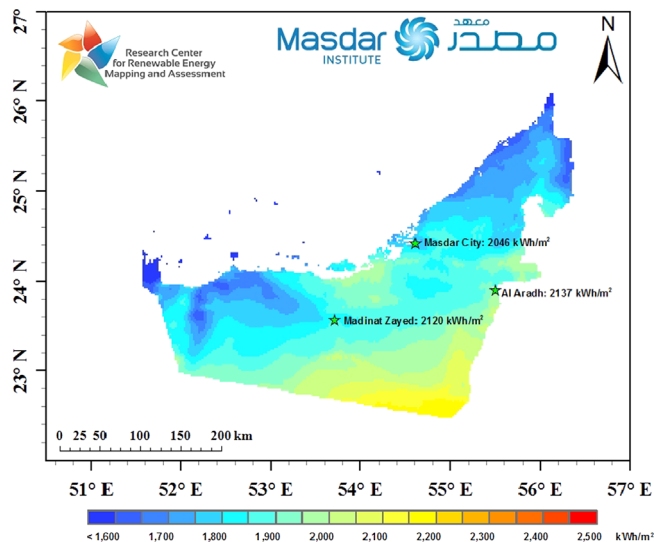 Research Center
for Renewable Energy
Mapping and Assessment
Masdar
INSTITUTE
معهد
مصدر
N
27° N
26° N
25° N
24° N
23° N
Masdar City: 2046 kWh/m²
Al Aradh: 2137 kWh/m²
Madinat Zayed: 2120 kWh/m²
0 25 50 100 150 200 km
51° E 52° E 53° E 54° E 55° E 56° E 57° E
< 1,600 1,700 1,800 1,900 2,000 2,100 2,200 2,300 2,400 2,500 kWh/m²